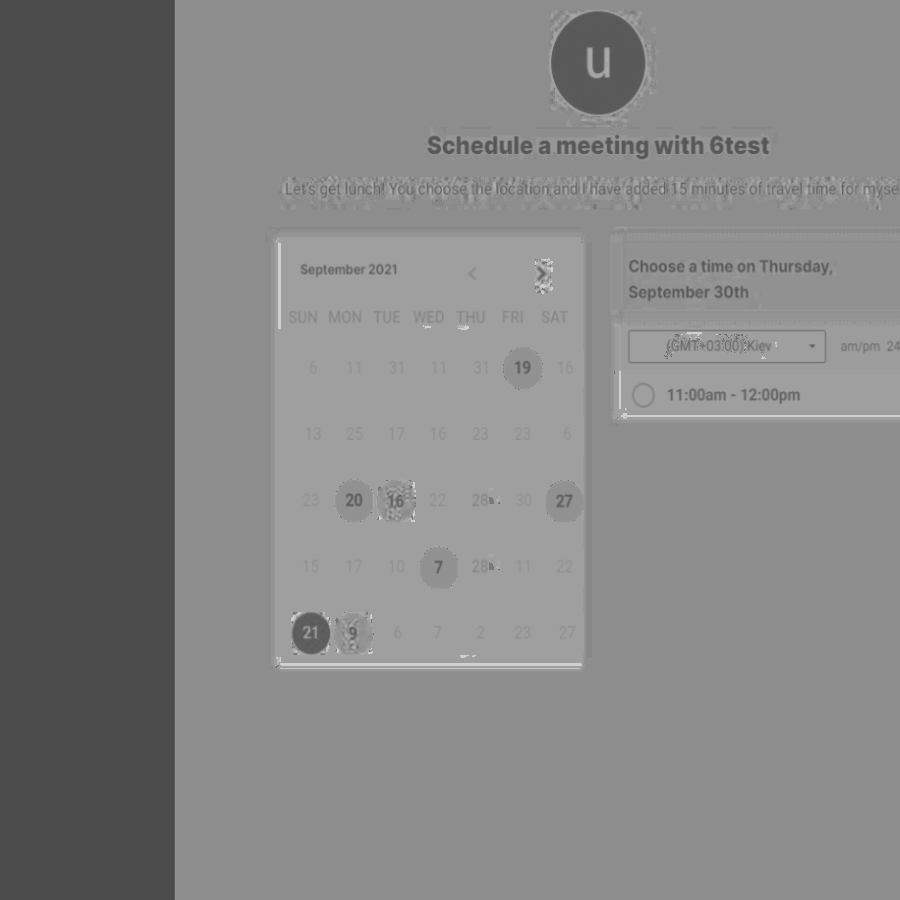 u
Schedule a meeting with 6test
Let's get lunch! You choose the location and I have added 15 minutes of travel time for myse
September 2021
SUN MON TUE WED THU FRI SAT
6 11 31 11 31 19 16
13 25 17 16 23 23 6
23 20 16 22 28 30 27
15 17 10 7 28 11 22
21 9 6 7 2 23 27
Choose a time on Thursday,
September 30th
(GMT+03:00) Kiev am/pm 24
11:00am - 12:00pm